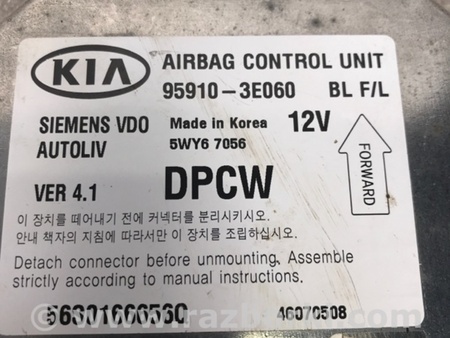 KIA AIRBAG CONTROL UNIT
95910-3E060 BL F/L
SIEMENS VDO Made in Korea 12V
AUTOLIV 5WY6 7056
VER 4.1 DPCW
FORWARD
이 장치를 떼어내기 전에 커넥터를 분리시키시오.
안내 책자의 지침에 따라서만 이 장치를 조립하십시오.
Detach connector before unmounting. Assemble
strictly according to manual instructions.
46070508